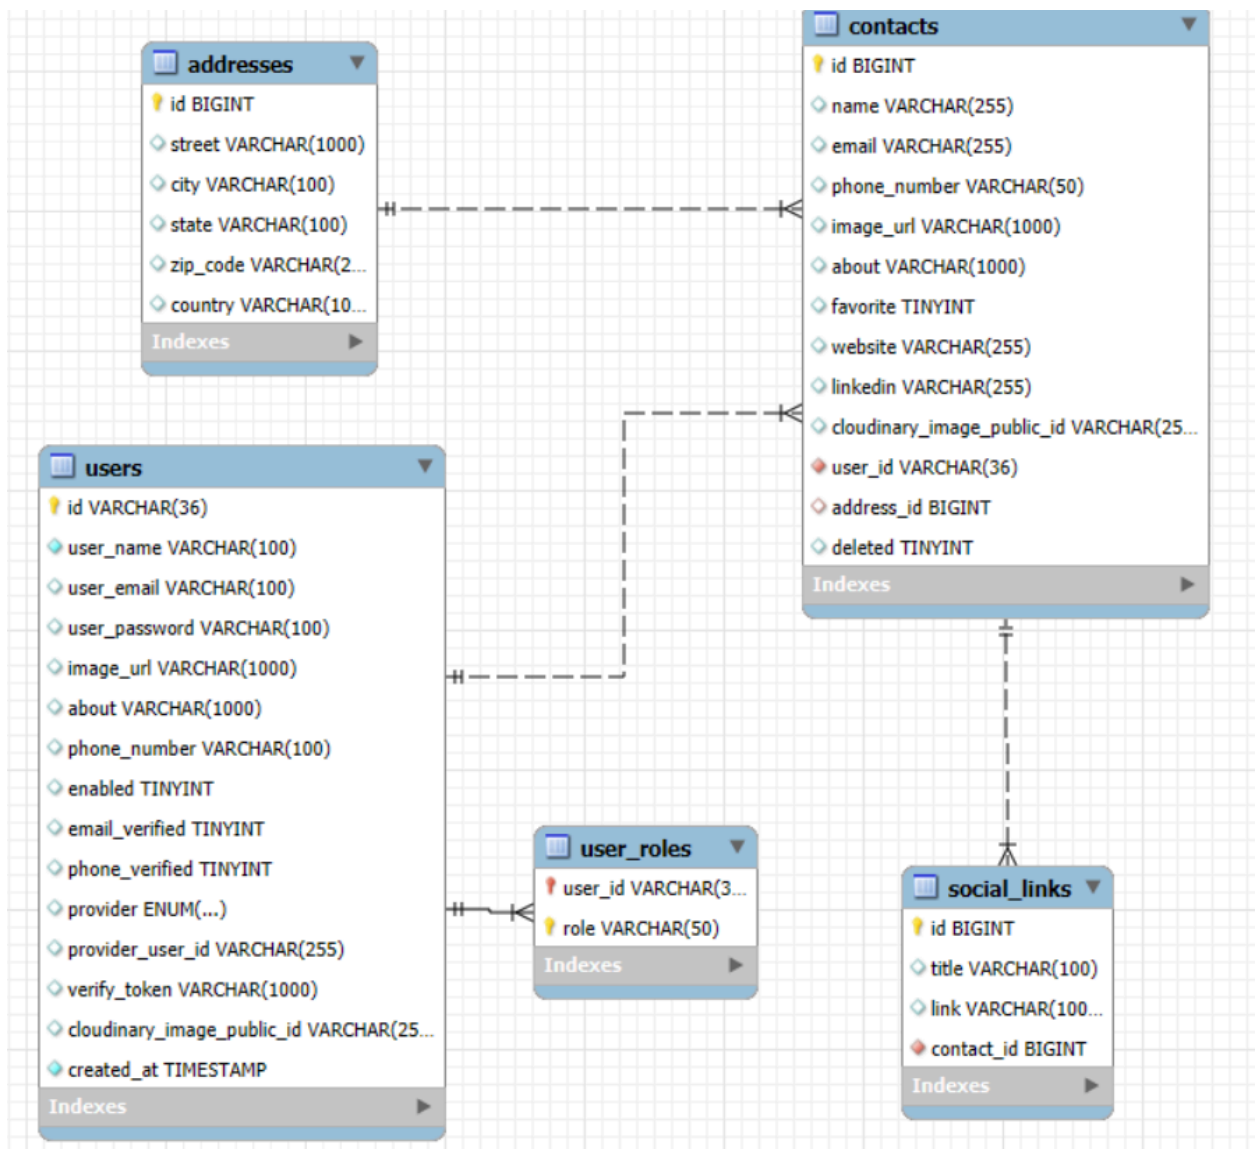 addresses
id BIGINT
street VARCHAR(1000)
city VARCHAR(100)
state VARCHAR(100)
zip_code VARCHAR(2...
country VARCHAR(10...
Indexes
contacts
id BIGINT
name VARCHAR(255)
email VARCHAR(255)
phone_number VARCHAR(50)
image_url VARCHAR(1000)
about VARCHAR(1000)
favorite TINYINT
website VARCHAR(255)
linkedin VARCHAR(255)
cloudinary_image_public_id VARCHAR(25...
user_id VARCHAR(36)
address_id BIGINT
deleted TINYINT
Indexes
users
id VARCHAR(36)
user_name VARCHAR(100)
user_email VARCHAR(100)
user_password VARCHAR(100)
image_url VARCHAR(1000)
about VARCHAR(1000)
phone_number VARCHAR(100)
enabled TINYINT
email_verified TINYINT
phone_verified TINYINT
provider ENUM(...)
provider_user_id VARCHAR(255)
verify_token VARCHAR(1000)
cloudinary_image_public_id VARCHAR(25...
created_at TIMESTAMP
Indexes
user_roles
user_id VARCHAR(3...
role VARCHAR(50)
Indexes
social_links
id BIGINT
title VARCHAR(100)
link VARCHAR(100...
contact_id BIGINT
Indexes